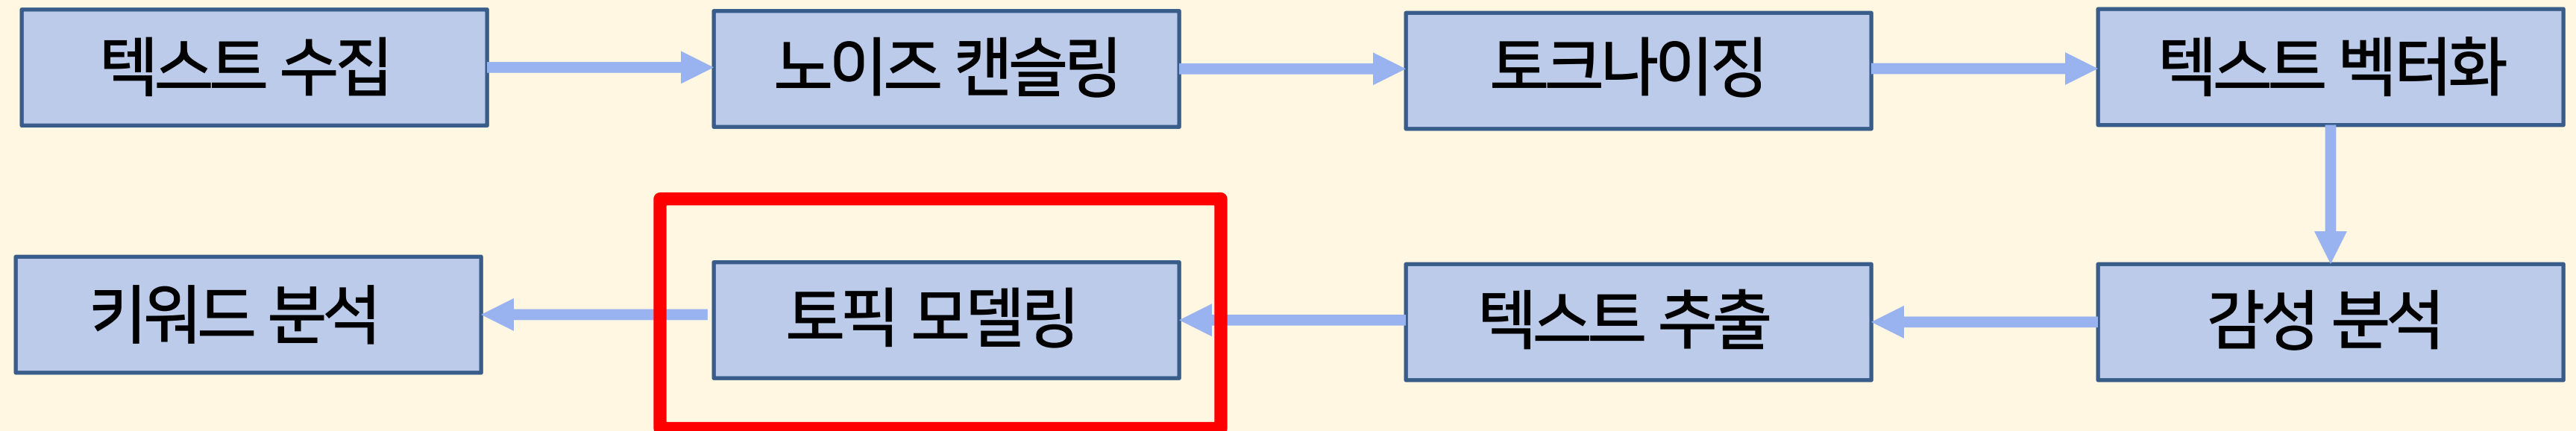 텍스트 수집
노이즈 캔슬링
토크나이징
텍스트 벡터화
감성 분석
텍스트 추출
토픽 모델링
키워드 분석